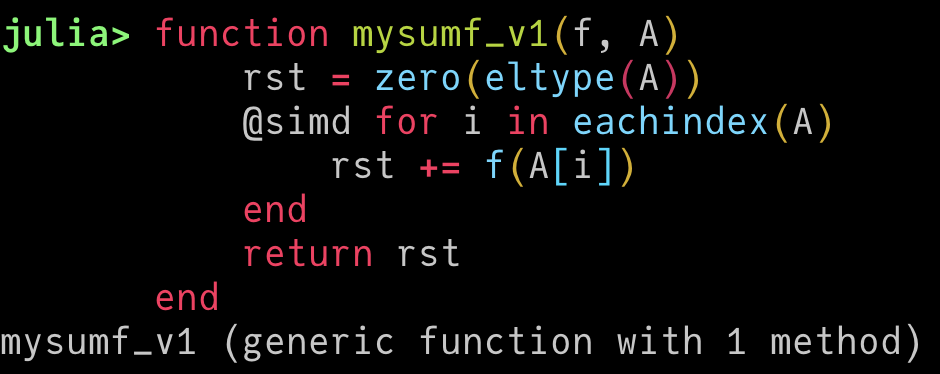 julia> function mysumf_v1(f, A)
           rst = zero(eltype(A))
           @simd for i in eachindex(A)
               rst += f(A[i])
           end
           return rst
       end
mysumf_v1 (generic function with 1 method)